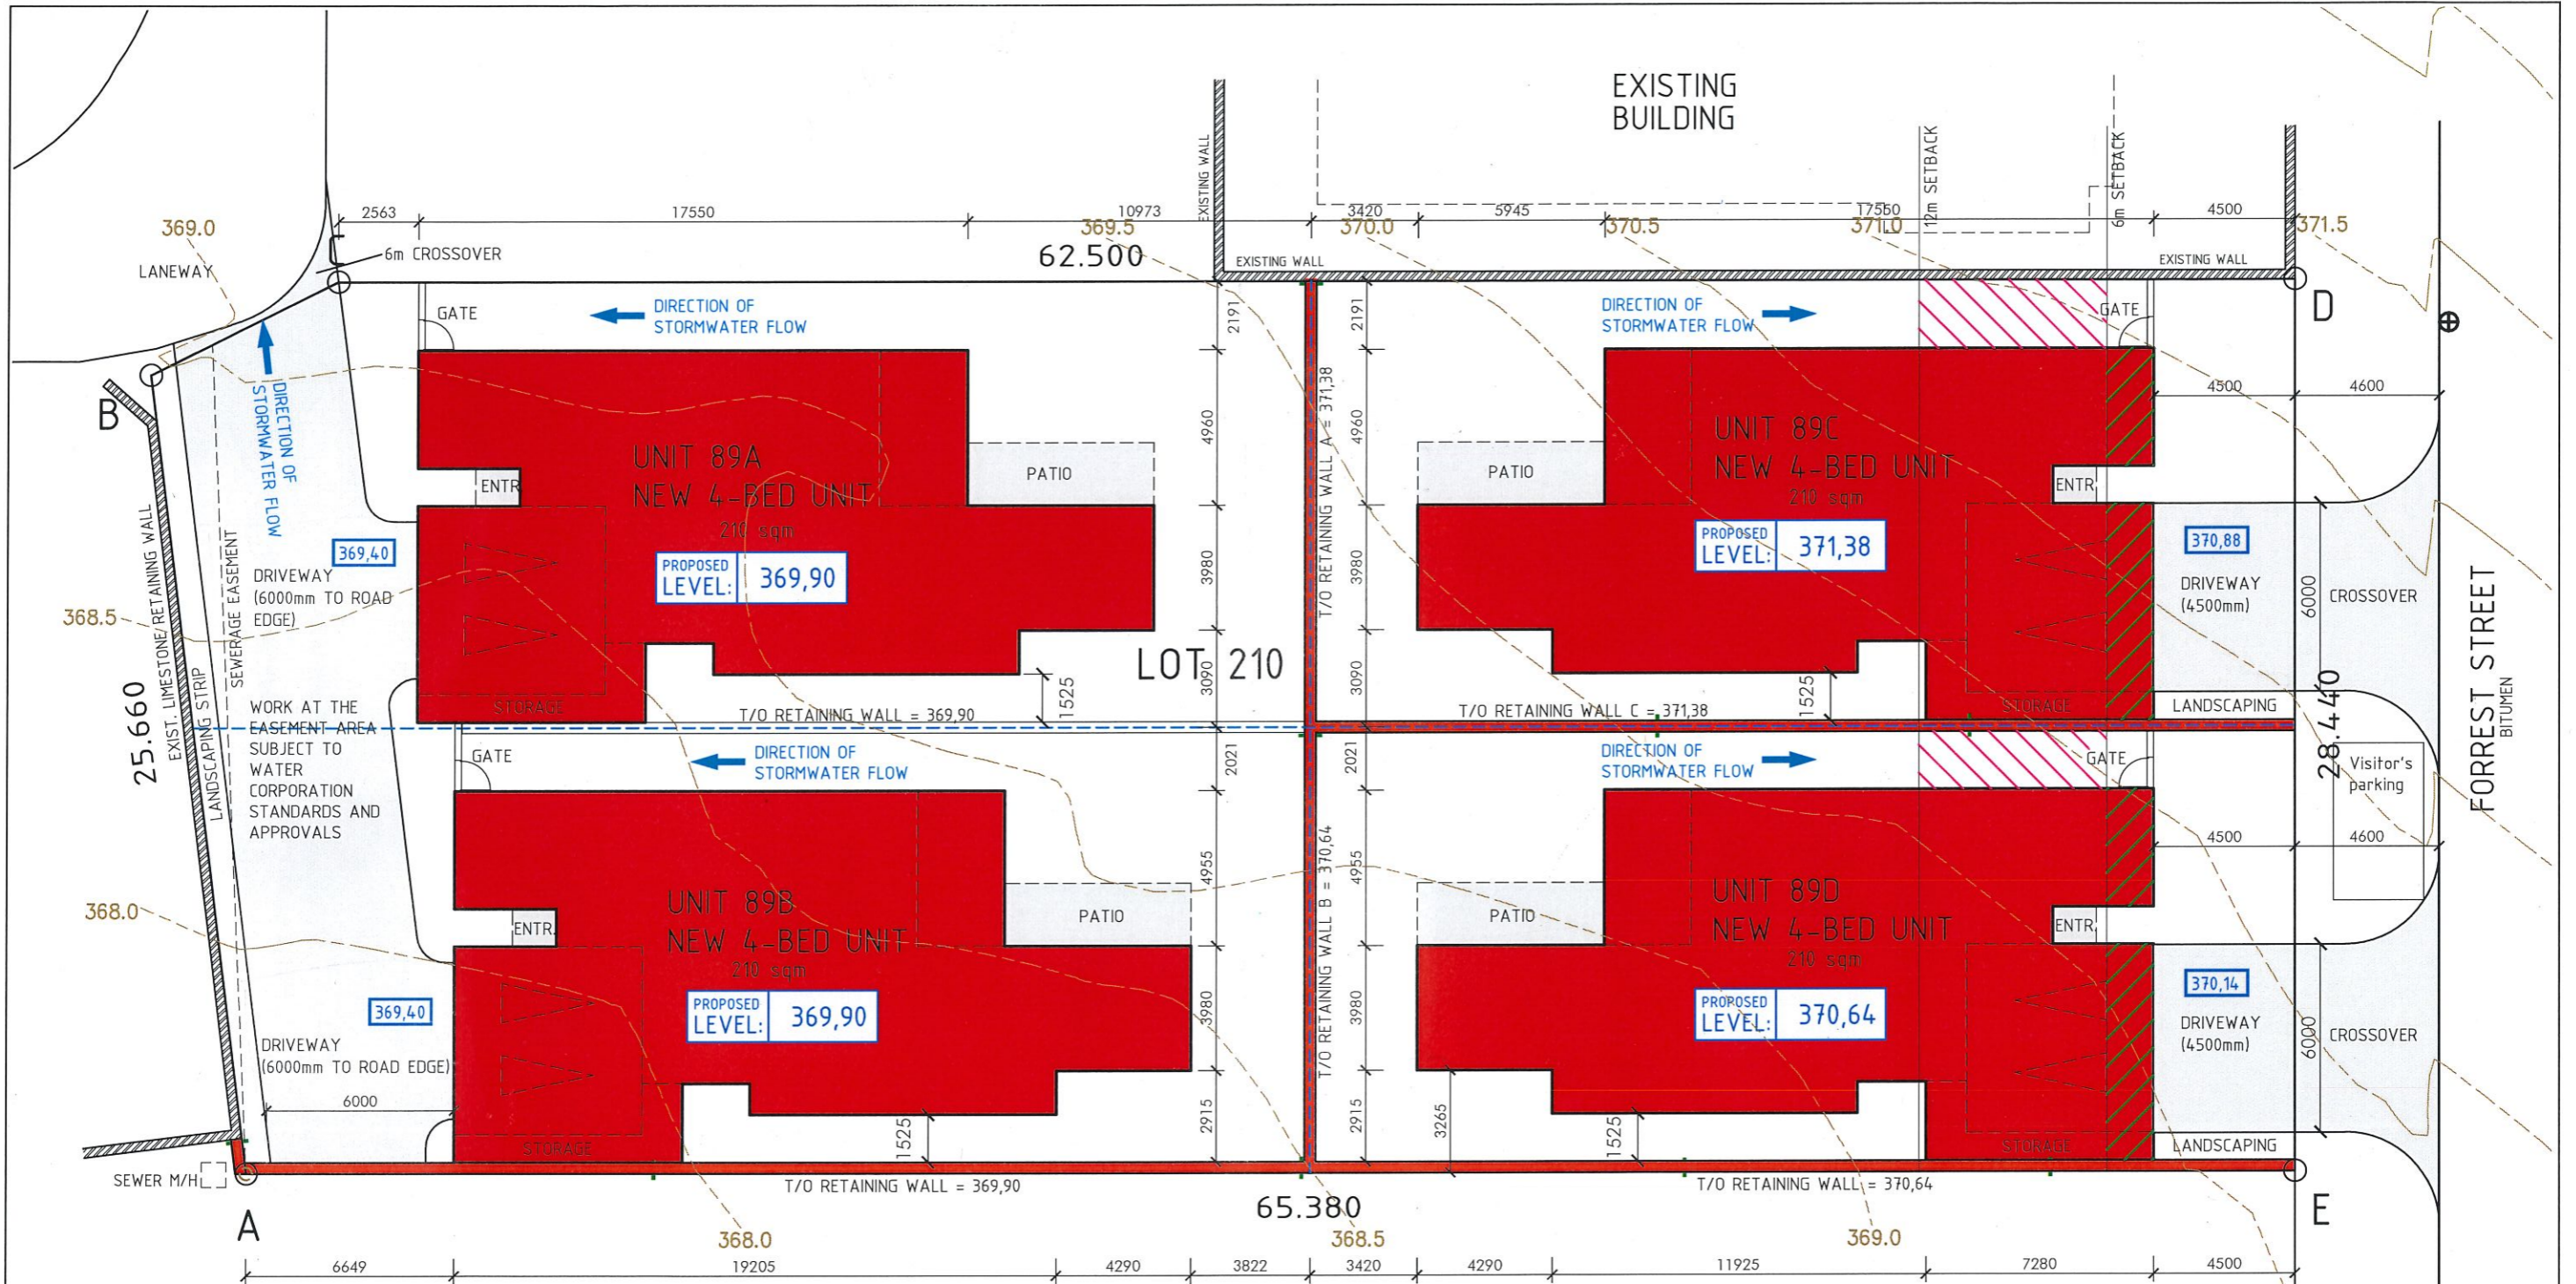 EXISTING
BUILDING
EXISTING WALL
12m SETBACK
6m SETBACK
2563
17550
10973
3420
5945
17550
4500
369.0
369.5
370.0
370.5
371.0
371.5
62.500
6m CROSSOVER
LANEWAY
EXISTING WALL
EXISTING WALL
D
B
GATE
DIRECTION OF
STORMWATER FLOW
2191
2191
DIRECTION OF
STORMWATER FLOW
GATE
DIRECTION OF
STORMWATER FLOW
4500
4600
UNIT 89A
NEW 4-BED UNIT
210 sqm
PROPOSED
LEVEL:
369,90
ENTR
PATIO
4960
4960
T/O RETAINING WALL A = 371,38
PATIO
UNIT 89C
NEW 4-BED UNIT
210 sqm
PROPOSED
LEVEL:
371,38
ENTR.
369,40
DRIVEWAY
(6000mm TO ROAD
EDGE)
3980
3980
370,88
DRIVEWAY
(4500mm)
6000
CROSSOVER
FORREST STREET
BITUMEN
368.5
EXIST. LIMESTONE RETAINING WALL
SEWERAGE EASEMENT
LANDSCAPING STRIP
25.660
LOT 210
3090
3090
1525
1525
STORAGE
T/O RETAINING WALL = 369,90
T/O RETAINING WALL C = 371,38
STORAGE
LANDSCAPING
28.440
WORK AT THE
EASEMENT AREA
SUBJECT TO
WATER
CORPORATION
STANDARDS AND
APPROVALS
GATE
DIRECTION OF
STORMWATER FLOW
2021
2021
DIRECTION OF
STORMWATER FLOW
GATE
Visitor's
parking
4500
4600
368.0
UNIT 89B
NEW 4-BED UNIT
210 sqm
PROPOSED
LEVEL:
369,90
ENTR.
PATIO
4955
4955
T/O RETAINING WALL B = 370,64
PATIO
UNIT 89D
NEW 4-BED UNIT
210 sqm
PROPOSED
LEVEL:
370,64
ENTR.
369,40
DRIVEWAY
(6000mm TO ROAD EDGE)
6000
3980
3980
370,14
DRIVEWAY
(4500mm)
6000
CROSSOVER
2915
2915
3265
1525
1525
STORAGE
STORAGE
LANDSCAPING
SEWER M/H
T/O RETAINING WALL = 369,90
T/O RETAINING WALL = 370,64
A
65.380
E
368.0
368.5
369.0
6649
19205
4290
3822
3420
4290
11925
7280
4500